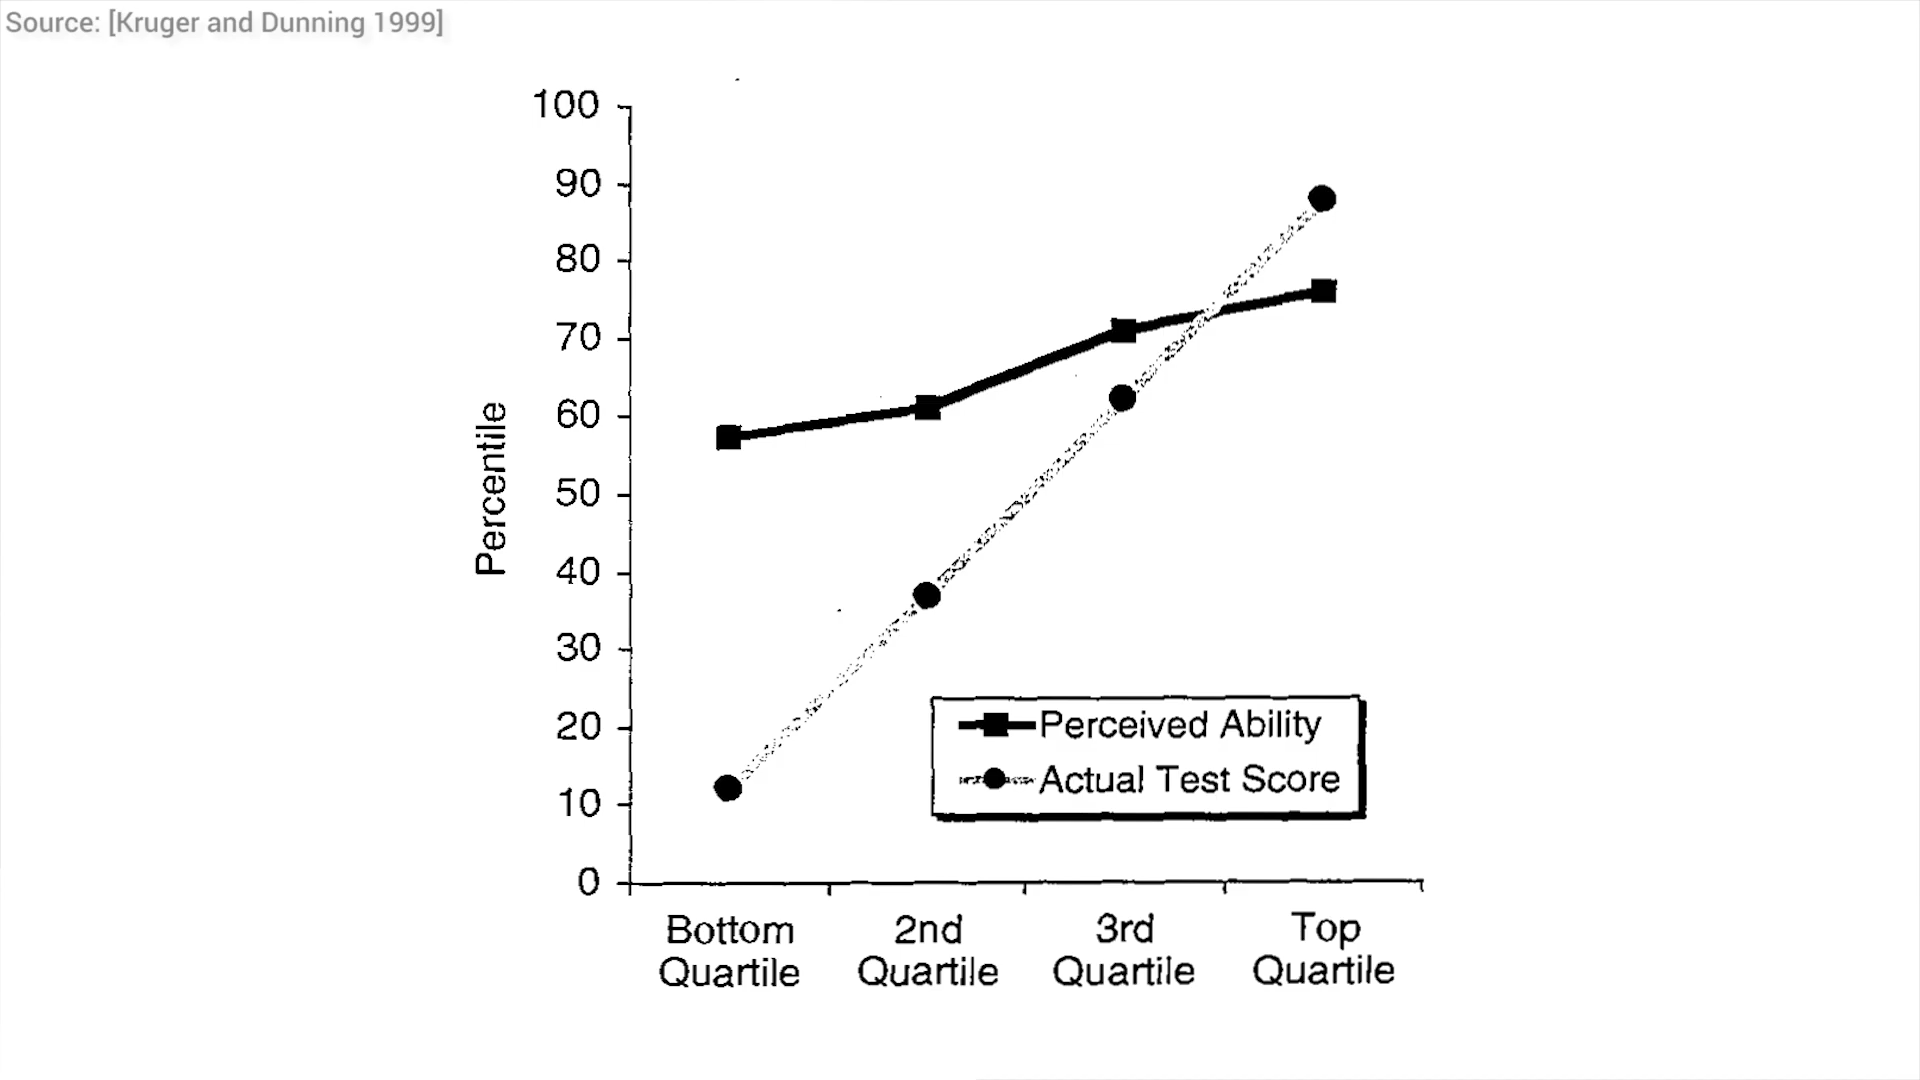 Source: [Kruger and Dunning 1999]
100
90
80
70
60
50
40
30
20
10
0
Percentile
Perceived Ability
Actual Test Score
Bottom Quartile
2nd Quartile
3rd Quartile
Top Quartile